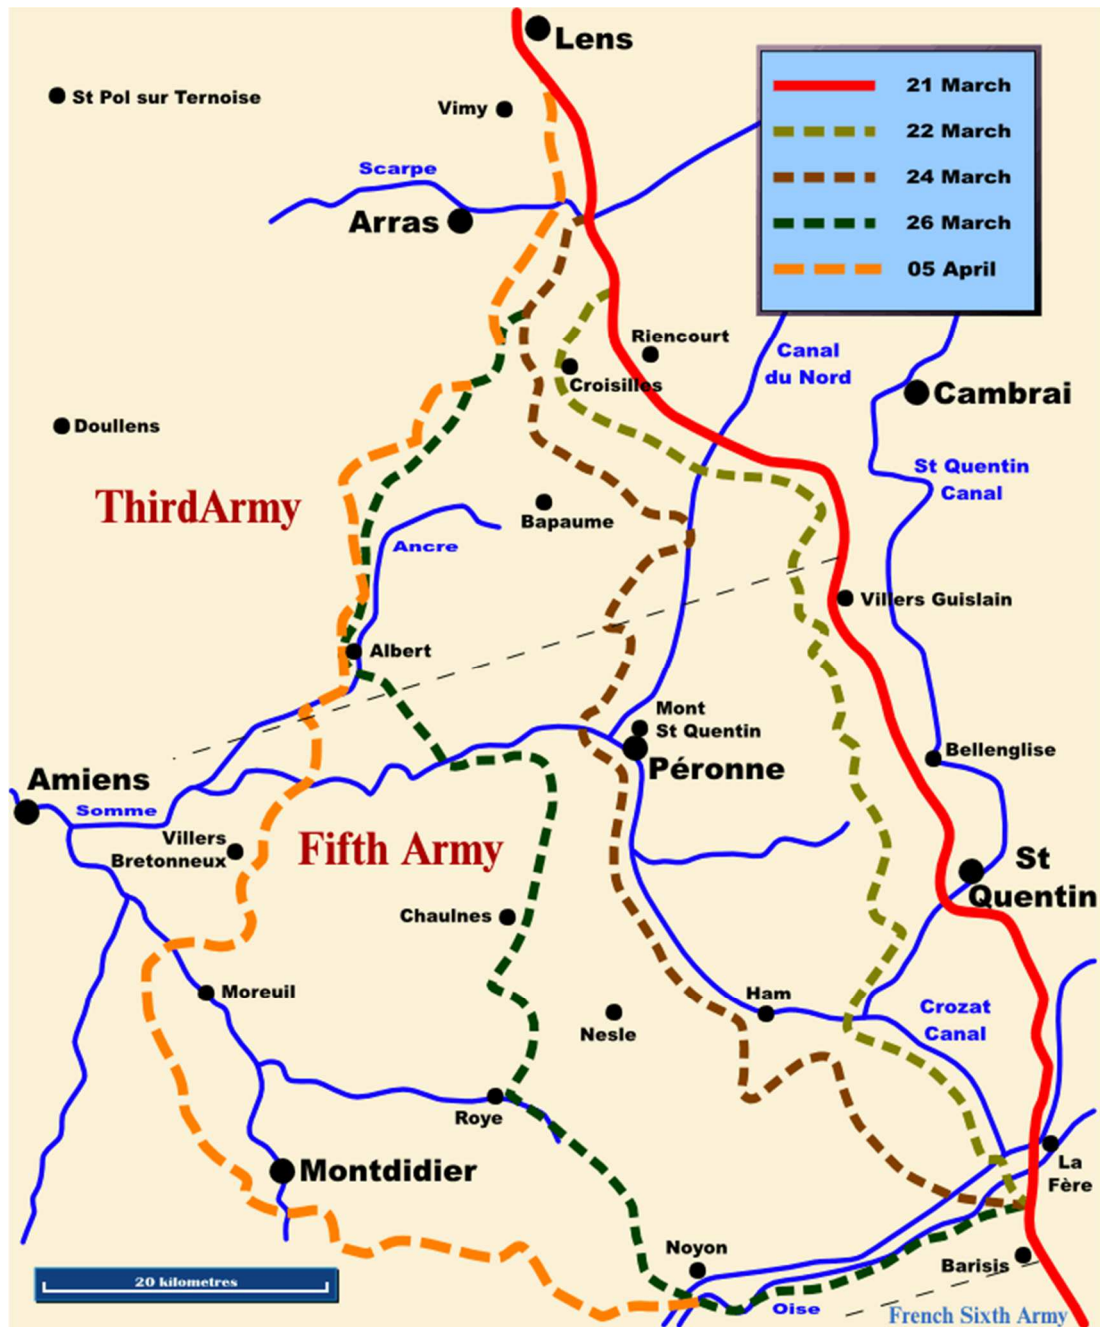 Lens
St Pol sur Ternoise
Vimy
21 March
22 March
24 March
26 March
05 April
Scarpe
Arras
Riencourt
Canal
du Nord
Croisilles
Cambrai
Doullens
St Quentin
Canal
ThirdArmy
Bapaume
Ancre
Villers Guislain
Albert
Mont
St Quentin
Péronne
Bellenglise
Amiens
Somme
Villers
Bretonneux
Fifth Army
St
Quentin
Chaulnes
Moreuil
Ham
Nesle
Crozat
Canal
Roye
Montdidier
La
Fère
Noyon
Barisis
20 kilometres
Oise
French Sixth Army